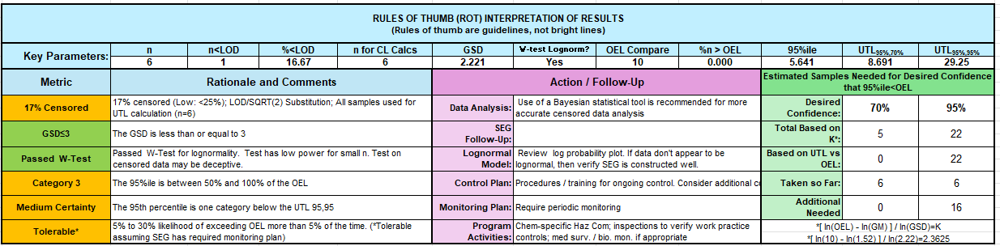 RULES OF THUMB (ROT) INTERPRETATION OF RESULTS
(Rules of thumb are guidelines, not bright lines)
Key Parameters: n n<LOD %<LOD n for CL Calcs GSD W-test Lognorm? OEL Compare %n > OEL 95%ile UTL95%,70% UTL95%,95%
6 1 16.67 6 2.221 Yes 10 0.000 5.641 8.691 29.25
Metric Rationale and Comments Action / Follow-Up Estimated Samples Needed for Desired Confidence
that 95%ile<OEL
17% Censored 17% censored (Low: <25%); LOD/SQRT(2) Substitution; All samples used for
UTL calculation (n=6)
Data Analysis: Use of a Bayesian statistical tool is recommended for more
accurate censored data analysis
Desired
Confidence: 70% 95%
GSD≤3 The GSD is less than or equal to 3
SEG
Follow-Up:
Total Based on
K*: 5 22
Passed W-Test Passed W-Test for lognormality. Test has low power for small n. Test on
censored data may be deceptive.
Lognormal
Model:
Review log probability plot. If data don't appear to be
lognormal, then verify SEG is constructed well.
Based on UTL vs
OEL: 0 22
Category 3 The 95%ile is between 50% and 100% of the OEL Control Plan: Procedures / training for ongoing control. Consider additional co Taken so Far: 6 6
Medium Certainty The 95th percentile is one category below the UTL 95,95 Monitoring Plan: Require periodic monitoring
Additional
Needed 0 16
Tolerable* 5% to 30% likelihood of exceeding OEL more than 5% of the time. (*Tolerable
assuming SEG has required monitoring plan)
Program
Activities:
Chem-specific Haz Com; inspections to verify work practice
controls; med surv. / bio. mon. if appropriate
*[ ln(OEL) - ln(GM) ] / ln(GSD)=K
*[ ln(10) - ln(1.52) ] / ln(2.22)=2.3625